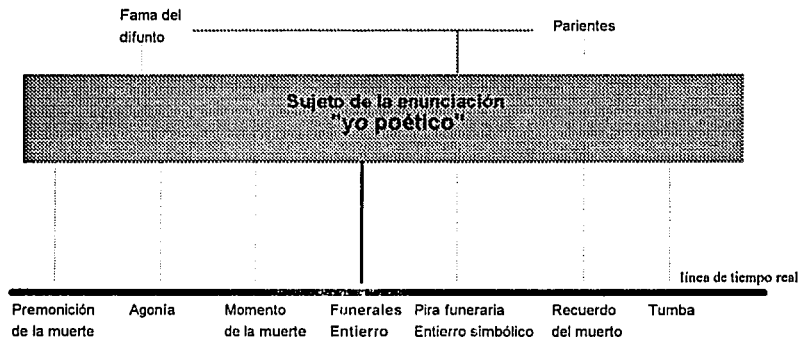 Fama del
difunto
Parientes
Sujeto de la enunciación
"yo poético"
línea de tiempo real
Premonición
de la muerte
Agonía
Momento
de la muerte
Funerales
Entierro
Pira funeraria
Entierro simbólico
Recuerdo
del muerto
Tumba